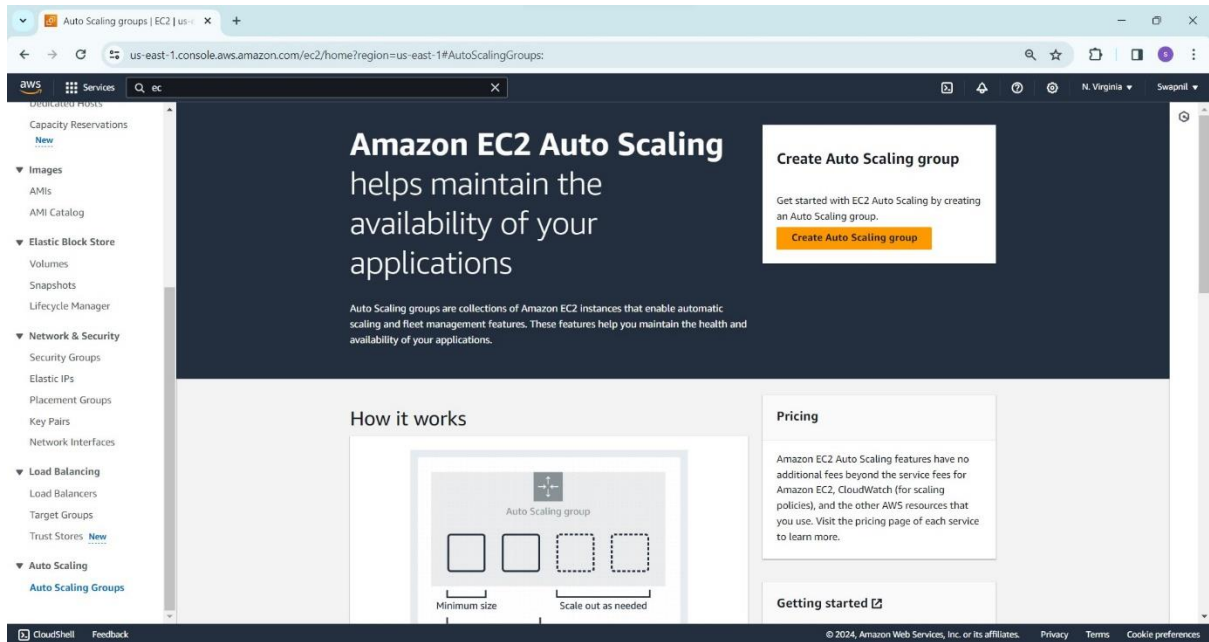 Auto Scaling groups | EC2 | us-e
us-east-1.console.aws.amazon.com/ec2/home?region=us-east-1#AutoScalingGroups:
aws
Services
ec
N. Virginia
Swapnil
Dedicated Hosts
Capacity Reservations
New
Images
AMIs
AMI Catalog
Elastic Block Store
Volumes
Snapshots
Lifecycle Manager
Network & Security
Security Groups
Elastic IPs
Placement Groups
Key Pairs
Network Interfaces
Load Balancing
Load Balancers
Target Groups
Trust Stores New
Auto Scaling
Auto Scaling Groups
Amazon EC2 Auto Scaling
helps maintain the
availability of your
applications
Auto Scaling groups are collections of Amazon EC2 instances that enable automatic
scaling and fleet management features. These features help you maintain the health and
availability of your applications.
Create Auto Scaling group
Get started with EC2 Auto Scaling by creating
an Auto Scaling group.
Create Auto Scaling group
How it works
Auto Scaling group
Minimum size
Scale out as needed
Pricing
Amazon EC2 Auto Scaling features have no
additional fees beyond the service fees for
Amazon EC2, CloudWatch (for scaling
policies), and the other AWS resources that
you use. Visit the pricing page of each service
to learn more.
Getting started
CloudShell
Feedback
© 2024, Amazon Web Services, Inc. or its affiliates.
Privacy
Terms
Cookie preferences